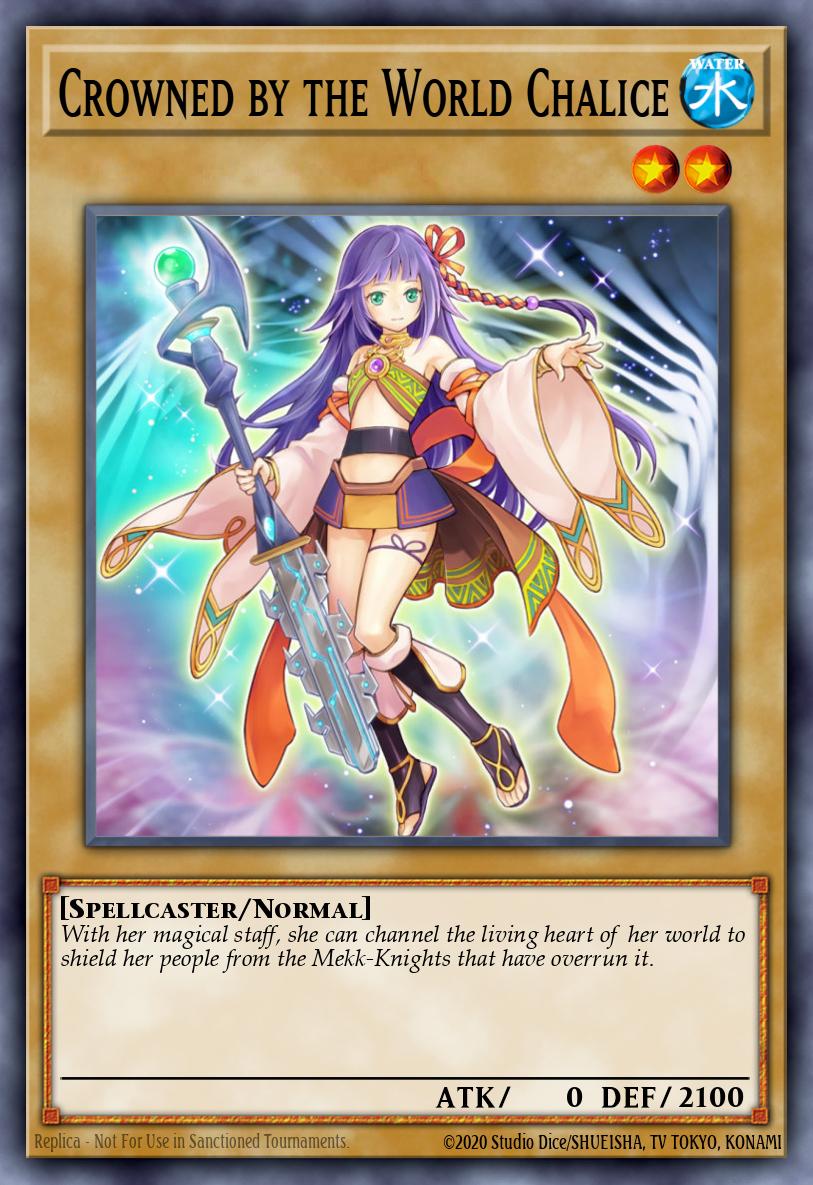 Crowned by the World Chalice
WATER
水
[Spellcaster/Normal]
With her magical staff, she can channel the living heart of her world to
shield her people from the Mekk-Knights that have overrun it.
ATK/ 0 DEF/2100
Replica - Not For Use in Sanctioned Tournaments.
©2020 Studio Dice/SHUEISHA, TV TOKYO, KONAMI